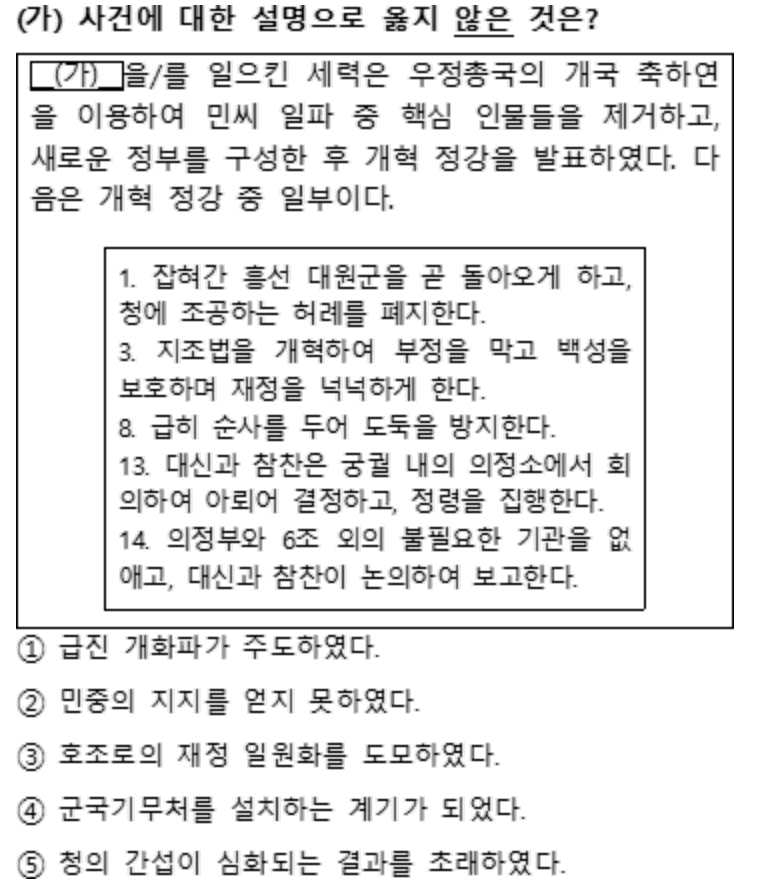 (가) 사건에 대한 설명으로 옳지 않은 것은?
(가) 을/를 일으킨 세력은 우정총국의 개국 축하연
을 이용하여 민씨 일파 중 핵심 인물들을 제거하고,
새로운 정부를 구성한 후 개혁 정강을 발표하였다. 다
음은 개혁 정강 중 일부이다.
1. 잡혀간 흥선 대원군을 곧 돌아오게 하고,
청에 조공하는 허례를 폐지한다.
3. 지조법을 개혁하여 부정을 막고 백성을
보호하며 재정을 넉넉하게 한다.
8. 급히 순사를 두어 도둑을 방지한다.
13. 대신과 참찬은 궁궐 내의 의정소에서 회
의하여 아뢰어 결정하고, 정령을 집행한다.
14. 의정부와 6조 외의 불필요한 기관을 없
애고, 대신과 참찬이 논의하여 보고한다.
① 급진 개화파가 주도하였다.
② 민중의 지지를 얻지 못하였다.
③ 호조로의 재정 일원화를 도모하였다.
④ 군국기무처를 설치하는 계기가 되었다.
⑤ 청의 간섭이 심화되는 결과를 초래하였다.